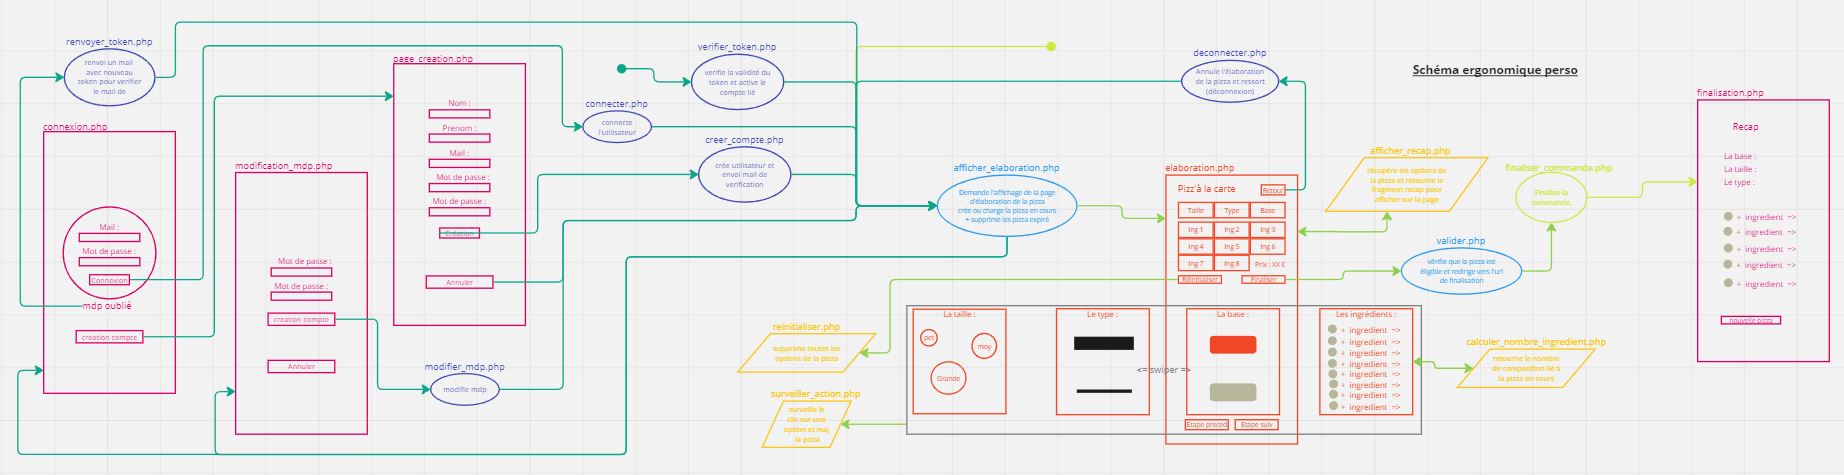 Schéma ergonomique perso
renvoyer_token.php
renvoi un mail
avec nouveau
token pour verifier
le mail de
connexion.php
Mail :
Mot de passe :
Connexion
mdp oublié
creation compte
modification_mdp.php
Mot de passe :
Mot de passe :
creation compte
Annuler
page_creation.php
Nom :
Prenom :
Mail :
Mot de passe :
Mot de passe :
Création
Annuler
modifier_mdp.php
modifie mdp
connecter.php
connecte
l'utilisateur
verifier_token.php
verifie la validité du
token et active le
compte lié
creer_compte.php
crée utilisateur et
envoi mail de
verification
afficher_elaboration.php
Demande l'affichage de la page
d'élaboration de la pizza
crée ou charge la pizza en cours
+ supprime les pizza expiré
deconnecter.php
Annule l'élaboration
de la pizza et ressort
(déconnexion)
elaboration.php
Pizz'à la carte
Retour
Taille
Type
Base
Ing 1
Ing 2
Ing 3
Ing 4
Ing 5
Ing 6
Ing 7
Ing 8
Prix : XX €
Réinitialiser
Finaliser
La taille :
pet
moy
Grande
Le type :
<= swiper =>
La base :
Etape preced
Etape suiv
Les ingrédients :
+ ingredient =>
+ ingredient =>
+ ingredient =>
+ ingredient =>
+ ingredient =>
+ ingredient =>
+ ingredient =>
+ ingredient =>
reinitialiser.php
supprime toutes les
options de la pizza
surveiller_action.php
surveille le
clic sur une
option et maj
la pizza
afficher_recap.php
récupère les options de
la pizza et retourne le
fragment recap pour
afficher sur la page
valider.php
vérifie que la pizza est
éligible et redirige vers l'url
de finalisation
finaliser_commande.php
Finalise la
commande,
calculer_nombre_ingredient.php
retourne le nombre
de composition lié à
la pizza en cours
finalisation.php
Recap
La base :
La taille :
Le type :
+ ingredient =>
+ ingredient =>
+ ingredient =>
+ ingredient =>
+ ingredient =>
nouvelle pizza